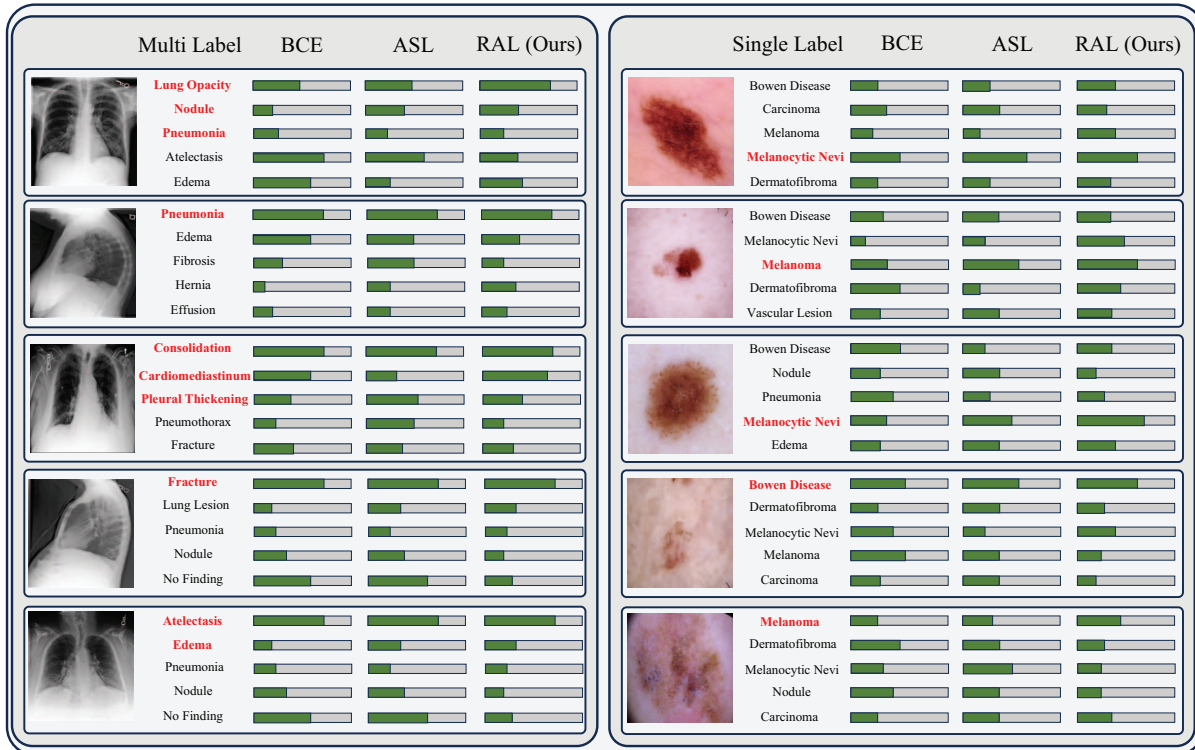 Multi Label BCE ASL RAL (Ours)
Lung Opacity
Nodule
Pneumonia
Atelectasis
Edema
Pneumonia
Edema
Fibrosis
Hernia
Effusion
Consolidation
Cardiomediastinum
Pleural Thickening
Pneumothorax
Fracture
Fracture
Lung Lesion
Pneumonia
Nodule
No Finding
Atelectasis
Edema
Pneumonia
Nodule
No Finding
Single Label BCE ASL RAL (Ours)
Bowen Disease
Carcinoma
Melanoma
Melanocytic Nevi
Dermatofibroma
Bowen Disease
Melanocytic Nevi
Melanoma
Dermatofibroma
Vascular Lesion
Bowen Disease
Nodule
Pneumonia
Melanocytic Nevi
Edema
Bowen Disease
Dermatofibroma
Melanocytic Nevi
Melanoma
Carcinoma
Melanoma
Dermatofibroma
Melanocytic Nevi
Nodule
Carcinoma